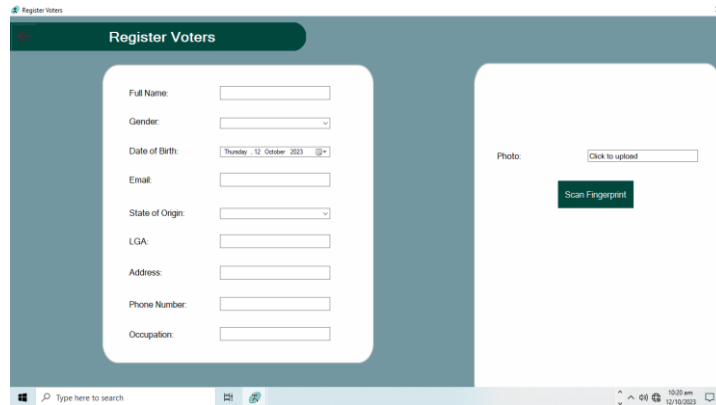 Register Voters
Register Voters
Full Name:
Gender:
Date of Birth: Thursday , 12 October 2023
Email:
State of Origin:
LGA:
Address:
Phone Number:
Occupation:
Photo: Click to upload
Scan Fingerprint
Type here to search
10:20 am
12/10/2023